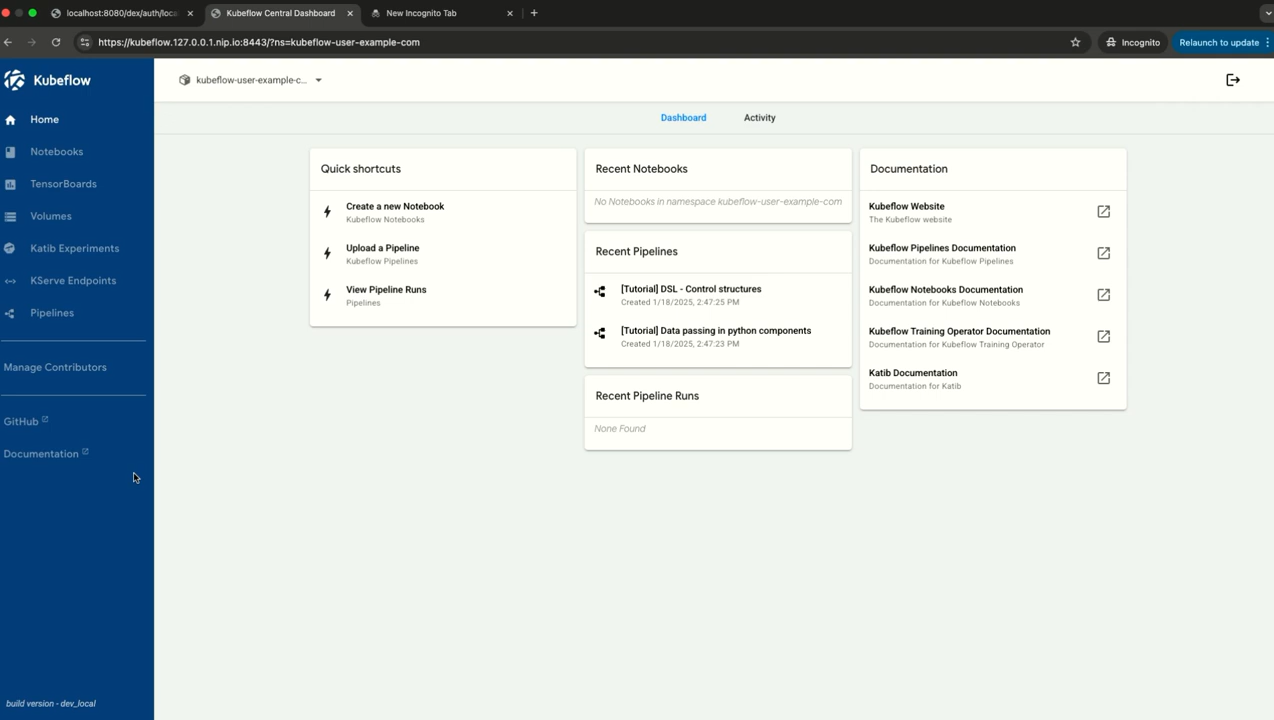 localhost:8080/dex/auth/loca
Kubeflow Central Dashboard
New Incognito Tab
https://kubeflow.127.0.0.1.nip.io:8443/?ns=kubeflow-user-example-com
Incognito
Relaunch to update
Kubeflow
Home
Notebooks
TensorBoards
Volumes
Katib Experiments
KServe Endpoints
Pipelines
Manage Contributors
GitHub
Documentation
build version - dev_local
kubeflow-user-example-c...
Dashboard
Activity
Quick shortcuts
Create a new Notebook
Kubeflow Notebooks
Upload a Pipeline
Kubeflow Pipelines
View Pipeline Runs
Pipelines
Recent Notebooks
No Notebooks in namespace kubeflow-user-example-com
Recent Pipelines
[Tutorial] DSL - Control structures
Created 1/18/2025, 2:47:25 PM
[Tutorial] Data passing in python components
Created 1/18/2025, 2:47:23 PM
Recent Pipeline Runs
None Found
Documentation
Kubeflow Website
The Kubeflow website
Kubeflow Pipelines Documentation
Documentation for Kubeflow Pipelines
Kubeflow Notebooks Documentation
Documentation for Kubeflow Notebooks
Kubeflow Training Operator Documentation
Documentation for Kubeflow Training Operator
Katib Documentation
Documentation for Katib